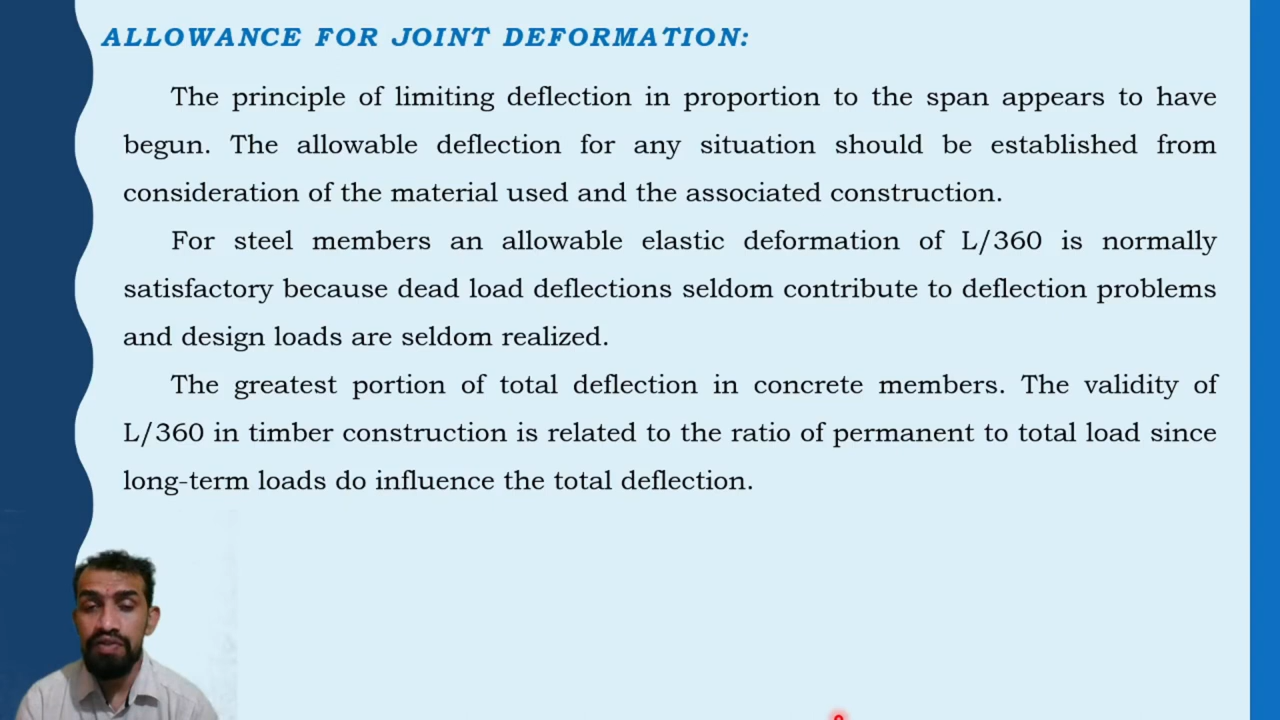 ALLOWANCE FOR JOINT DEFORMATION:
The principle of limiting deflection in proportion to the span appears to have
begun. The allowable deflection for any situation should be established from
consideration of the material used and the associated construction.
For steel members an allowable elastic deformation of L/360 is normally
satisfactory because dead load deflections seldom contribute to deflection problems
and design loads are seldom realized.
The greatest portion of total deflection in concrete members. The validity of
L/360 in timber construction is related to the ratio of permanent to total load since
long-term loads do influence the total deflection.